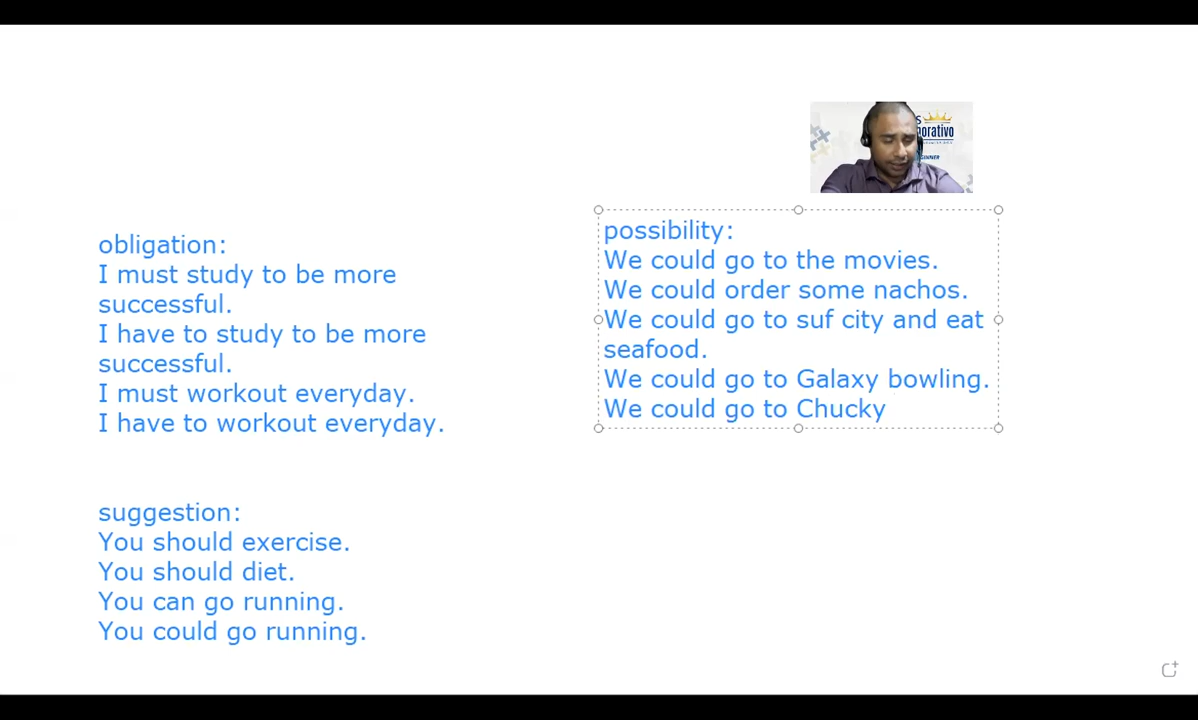 obligation:
I must study to be more
successful.
I have to study to be more
successful.
I must workout everyday.
I have to workout everyday.
suggestion:
You should exercise.
You should diet.
You can go running.
You could go running.
possibility:
We could go to the movies.
We could order some nachos.
We could go to suf city and eat
seafood.
We could go to Galaxy bowling.
We could go to Chucky